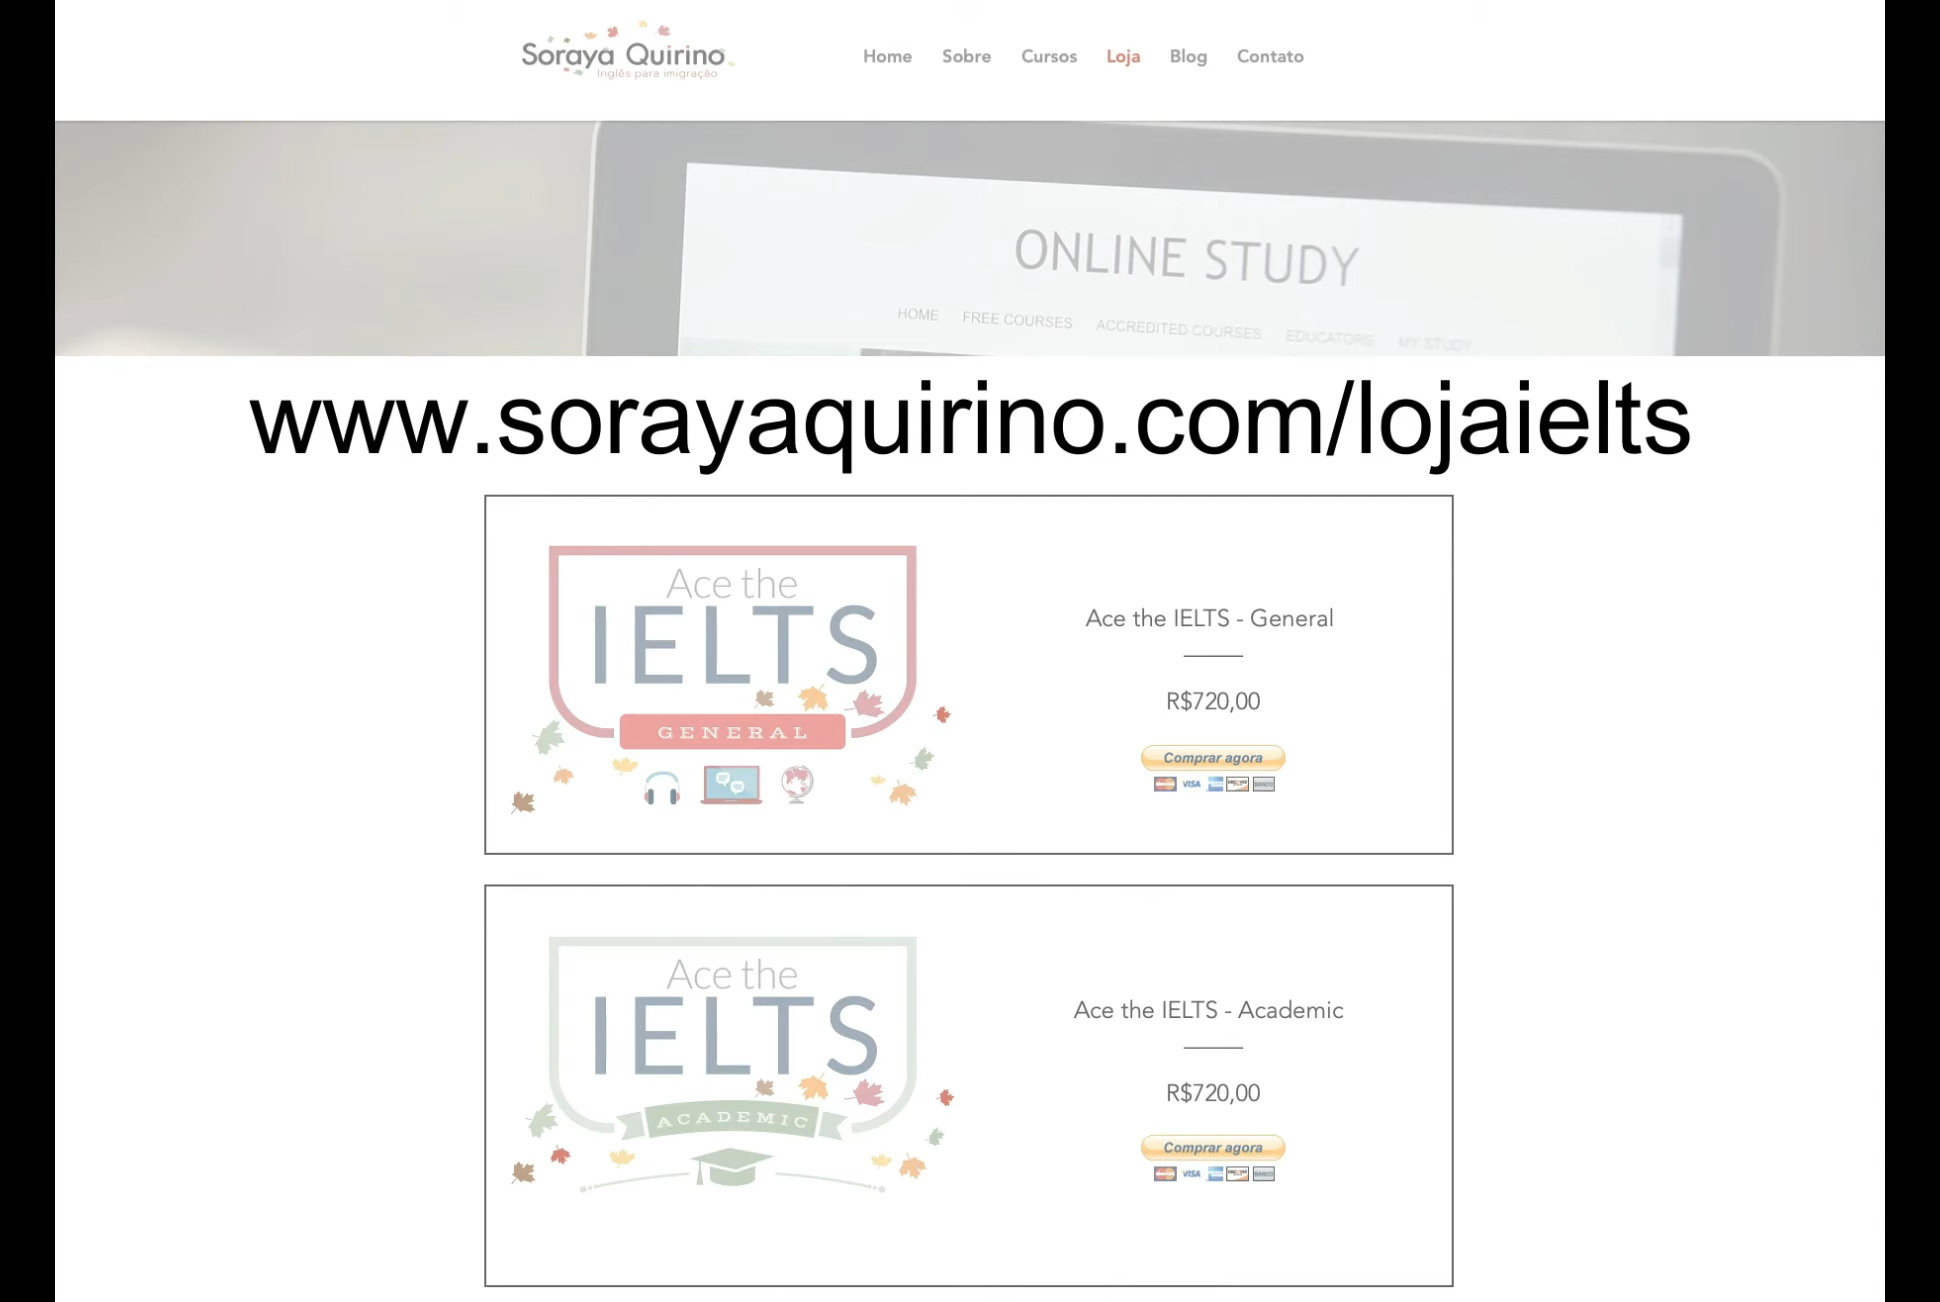 Soraya Quirino
Inglês para imigração
Home Sobre Cursos Loja Blog Contato
ONLINE STUDY
HOME FREE COURSES ACCREDITED COURSES EDUCATORS MY STUDY
www.sorayaquirino.com/lojaielts
Ace the
IELTS
GENERAL
Ace the IELTS - General
R$720,00
Comprar agora
VISA
Ace the
IELTS
ACADEMIC
Ace the IELTS - Academic
R$720,00
Comprar agora
VISA